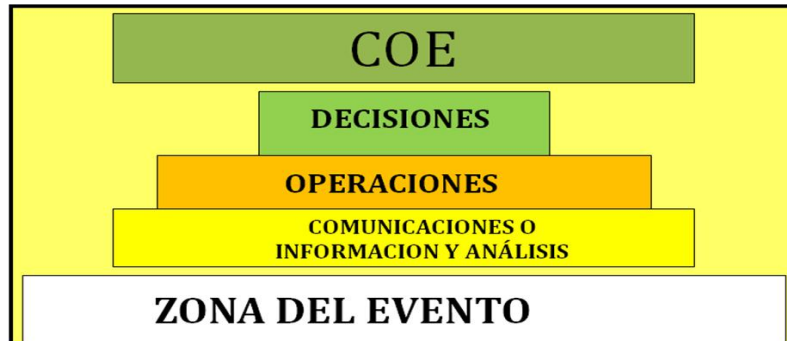 COE
DECISIONES
OPERACIONES
COMUNICACIONES O
INFORMACION Y ANÁLISIS
ZONA DEL EVENTO